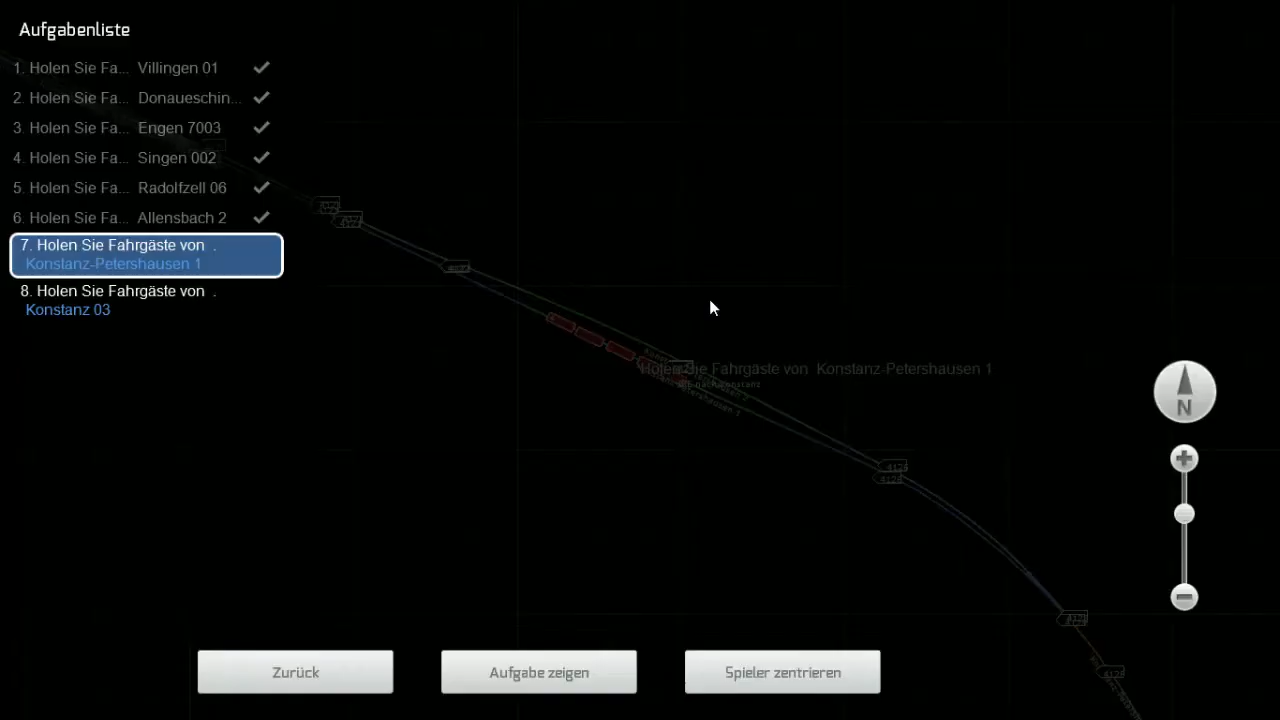 Aufgabenliste
1. Holen Sie Fa... Villingen 01
2. Holen Sie Fa... Donaueschin...
3. Holen Sie Fa... Engen 7003
4. Holen Sie Fa... Singen 002
5. Holen Sie Fa... Radolfzell 06
6. Holen Sie Fa... Allensbach 2
7. Holen Sie Fahrgäste von .
Konstanz-Petershausen 1
8. Holen Sie Fahrgäste von .
Konstanz 03
Holen Sie Fahrgäste von Konstanz-Petershausen 1
N
Zurück
Aufgabe zeigen
Spieler zentrieren